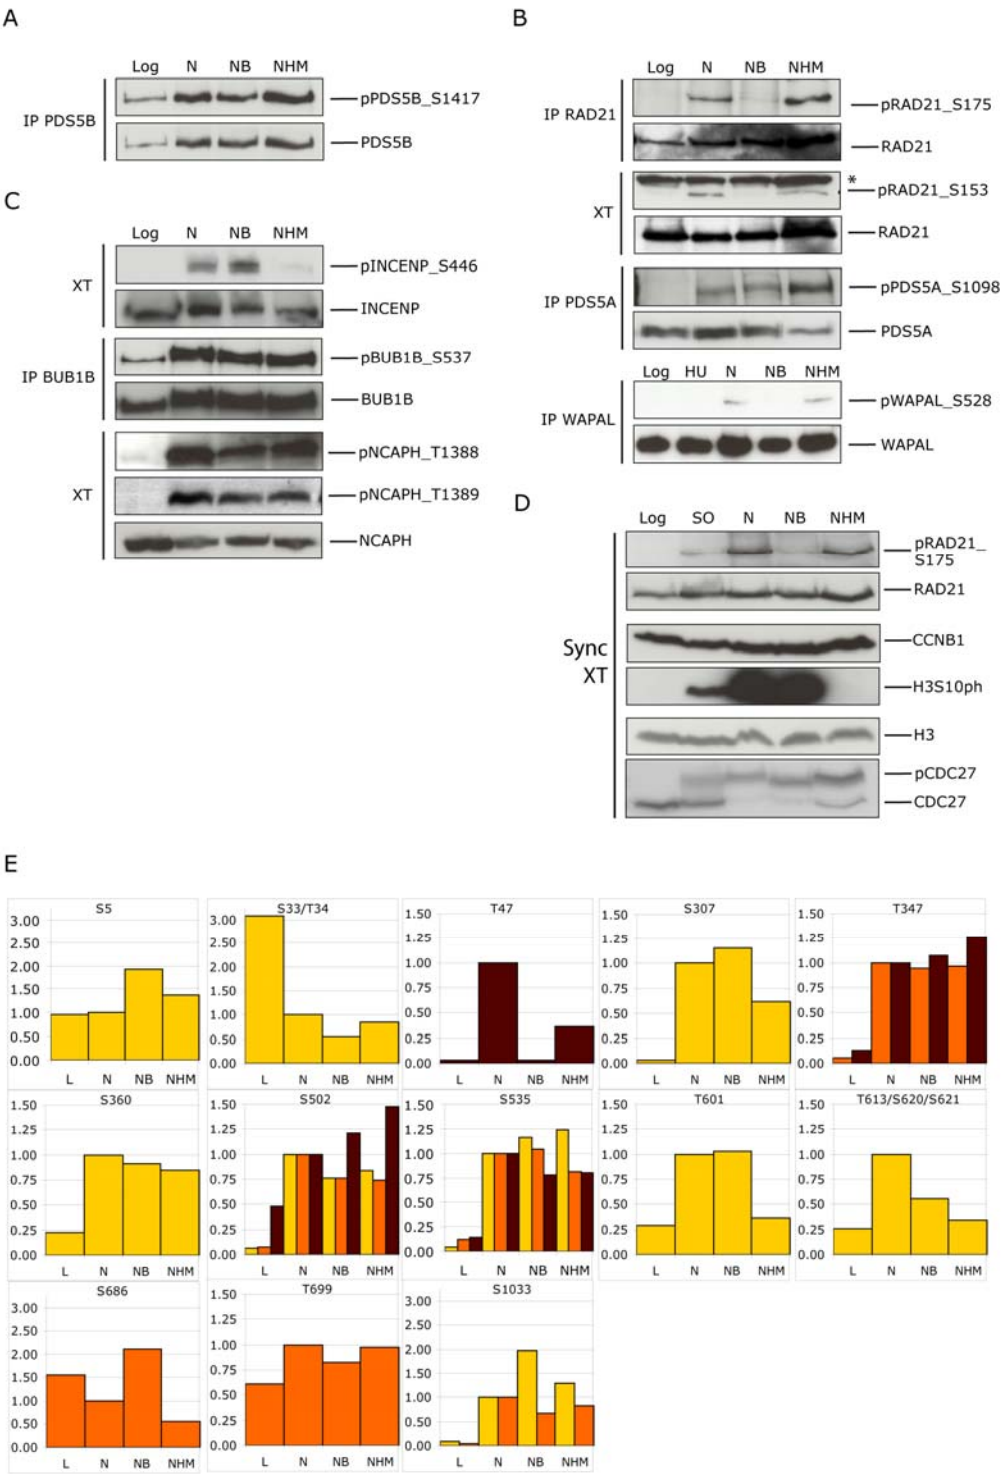 A
Log N NB NHM
IP PDS5B
pPDS5B_S1417
PDS5B
B
Log N NB NHM
IP RAD21
pRAD21_S175
RAD21
*
XT
pRAD21_S153
RAD21
IP PDS5A
pPDS5A_S1098
PDS5A
Log HU N NB NHM
IP WAPAL
pWAPAL_S528
WAPAL
C
Log N NB NHM
XT
pINCENP_S446
INCENP
IP BUB1B
pBUB1B_S537
BUB1B
XT
pNCAPH_T1388
pNCAPH_T1389
NCAPH
D
Log SO N NB NHM
Sync
XT
pRAD21_
S175
RAD21
CCNB1
H3S10ph
H3
pCDC27
CDC27
E
S5
3.00
2.50
2.00
1.50
1.00
0.50
0.00
L N NB NHM
S33/T34
3.00
2.50
2.00
1.50
1.00
0.50
0.00
L N NB NHM
T47
1.50
1.25
1.00
0.75
0.50
0.25
0.00
L N NB NHM
S307
1.50
1.25
1.00
0.75
0.50
0.25
0.00
L N NB NHM
T347
1.50
1.25
1.00
0.75
0.50
0.25
0.00
L N NB NHM
S360
1.50
1.25
1.00
0.75
0.50
0.25
0.00
L N NB NHM
S502
1.50
1.25
1.00
0.75
0.50
0.25
0.00
L N NB NHM
S535
1.50
1.25
1.00
0.75
0.50
0.25
0.00
L N NB NHM
T601
1.50
1.00
0.50
0.00
L N NB NHM
T613/S620/S621
1.50
1.25
1.00
0.75
0.50
0.25
0.00
L N NB NHM
S686
3.00
2.50
2.00
1.50
1.00
0.50
0.00
L N NB NHM
T699
1.50
1.25
1.00
0.75
0.50
0.25
0.00
L N NB NHM
S1033
3.00
2.50
2.00
1.50
1.00
0.50
0.00
L N NB NHM